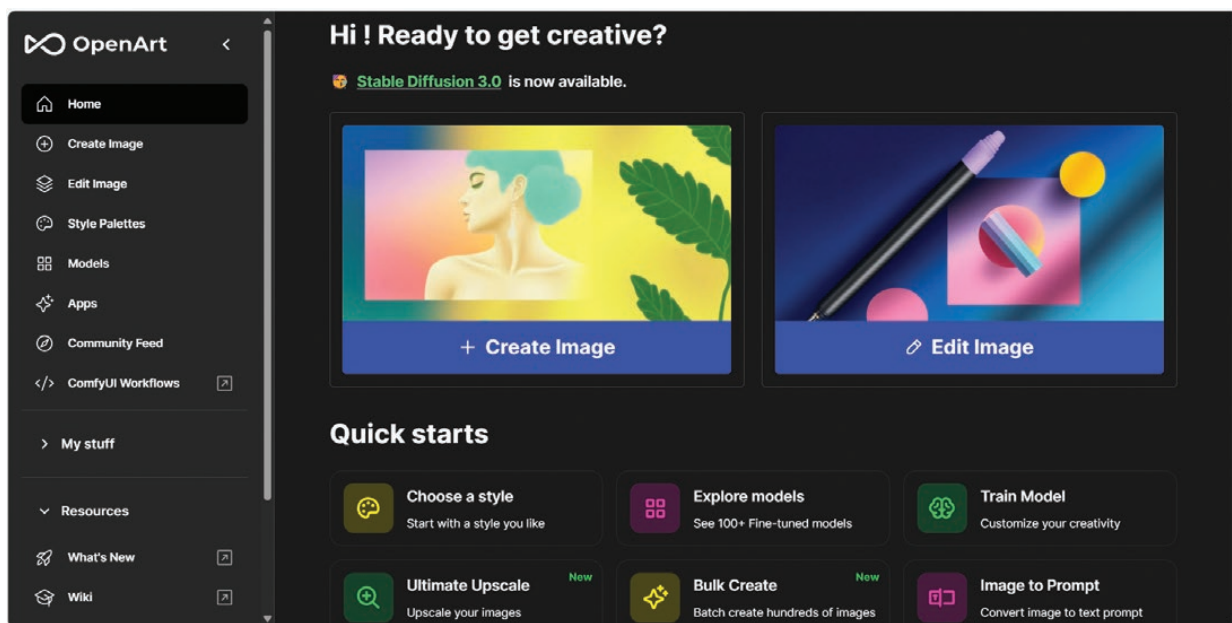 OpenArt
Home
Create Image
Edit Image
Style Palettes
Models
Apps
Community Feed
ComfyUI Workflows
My stuff
Resources
What's New
Wiki
Hi ! Ready to get creative?
Stable Diffusion 3.0 is now available.
+ Create Image
Edit Image
Quick starts
Choose a style
Start with a style you like
Explore models
See 100+ Fine-tuned models
Train Model
Customize your creativity
Ultimate Upscale
New
Upscale your images
Bulk Create
New
Batch create hundreds of images
Image to Prompt
Convert image to text prompt